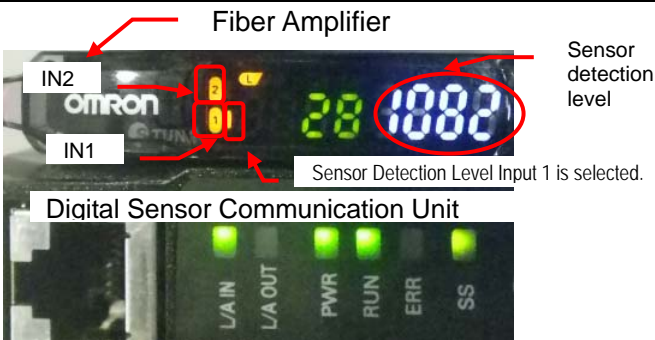 Fiber Amplifier
Sensor
detection
level
IN2
2
L
OMRON
1
28
1082
IN1
Sensor Detection Level Input 1 is selected.
Digital Sensor Communication Unit
L/A IN
L/A OUT
PWR
RUN
ERR
SS